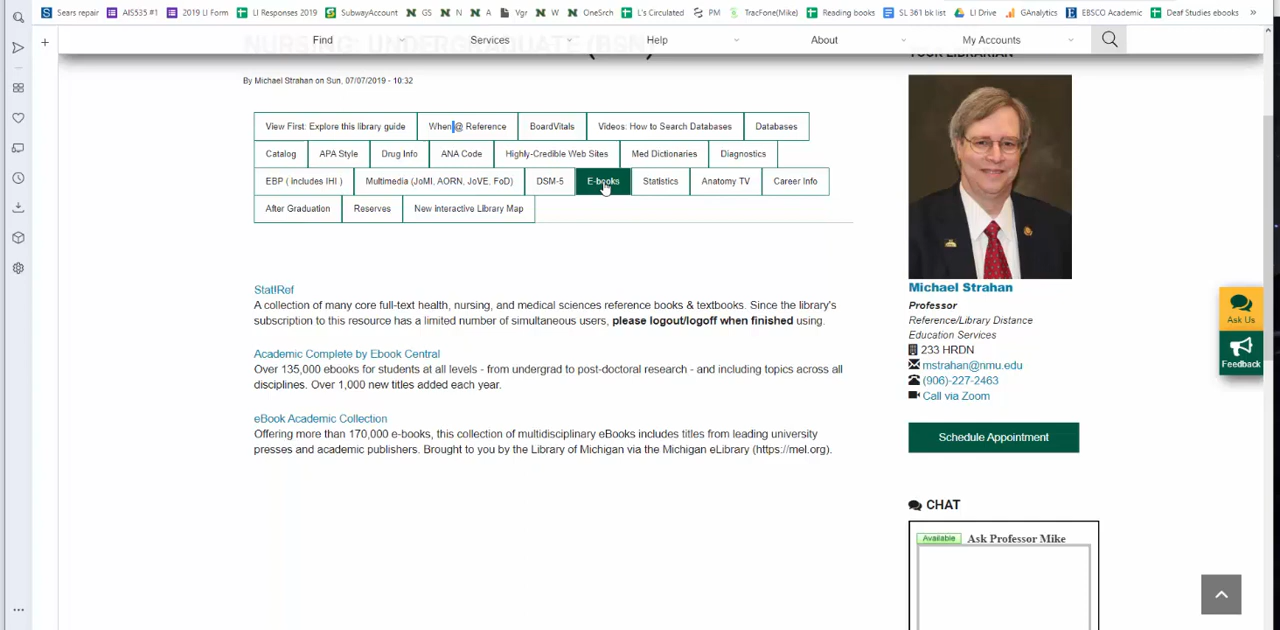 Sears repair AIS535 #1 2019 LI Form LI Responses 2019 SubwayAccount GS N A Vgr W OneSrch L's Circulated PM TracFone(Mike) Reading books SL 361 bk list LI Drive GAnalytics EBSCO Academic Deaf Studies ebooks »
NURSING: UNDERGRADUATE (BSN)
Find Services Help About My Accounts
By Michael Strahan on Sun, 07/07/2019 - 10:32
YOUR LIBRARIAN
View First: Explore this library guide When @ Reference BoardVitals Videos: How to Search Databases Databases
Catalog APA Style Drug Info ANA Code Highly-Credible Web Sites Med Dictionaries Diagnostics
EBP ( includes IHI ) Multimedia (JoMI, AORN, JoVE, FoD) DSM-5 E-books Statistics Anatomy TV Career Info
After Graduation Reserves New interactive Library Map
Stat!Ref
A collection of many core full-text health, nursing, and medical sciences reference books & textbooks. Since the library's
subscription to this resource has a limited number of simultaneous users, please logout/logoff when finished using.
Academic Complete by Ebook Central
Over 135,000 ebooks for students at all levels - from undergrad to post-doctoral research - and including topics across all
disciplines. Over 1,000 new titles added each year.
eBook Academic Collection
Offering more than 170,000 e-books, this collection of multidisciplinary eBooks includes titles from leading university
presses and academic publishers. Brought to you by the Library of Michigan via the Michigan eLibrary (https://mel.org).
Michael Strahan
Professor
Reference/Library Distance
Education Services
233 HRDN
mstrahan@nmu.edu
(906)-227-2463
Call via Zoom
Schedule Appointment
CHAT
Available Ask Professor Mike
Ask Us
Feedback